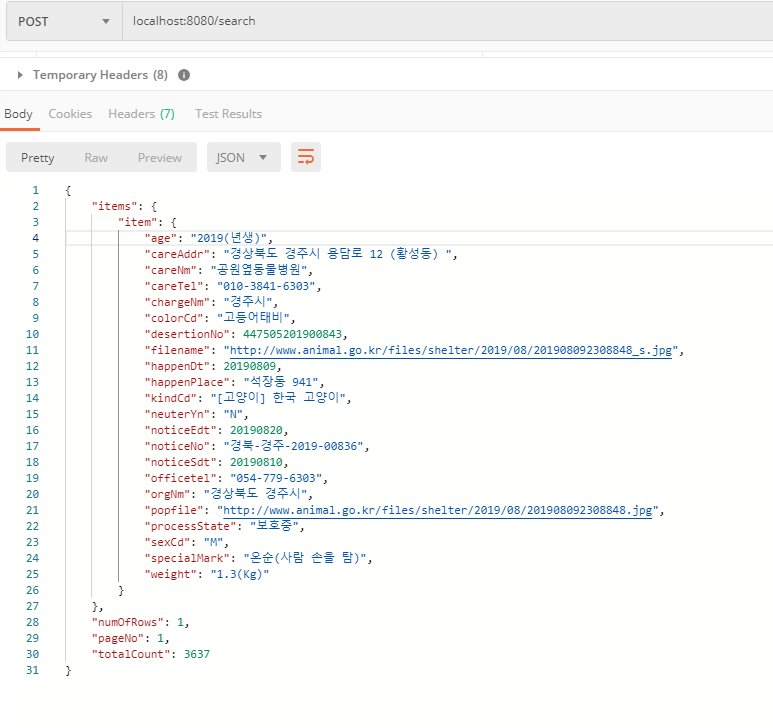 POST localhost:8080/search
Temporary Headers (8)
Body Cookies Headers (7) Test Results
Pretty Raw Preview JSON
1 {
2 "items": {
3 "item": {
4 "age": "2019(년생)",
5 "careAddr": "경상북도 경주시 용담로 12 (황성동) ",
6 "careNm": "공원옆동물병원",
7 "careTel": "010-3841-6303",
8 "chargeNm": "경주시",
9 "colorCd": "고등어태비",
10 "desertionNo": 447505201900843,
11 "filename": "http://www.animal.go.kr/files/shelter/2019/08/201908092308848_s.jpg",
12 "happenDt": 20190809,
13 "happenPlace": "석장동 941",
14 "kindCd": "[고양이] 한국 고양이",
15 "neuterYn": "N",
16 "noticeEdt": 20190820,
17 "noticeNo": "경북-경주-2019-00836",
18 "noticeSdt": 20190810,
19 "officetel": "054-779-6303",
20 "orgNm": "경상북도 경주시",
21 "popfile": "http://www.animal.go.kr/files/shelter/2019/08/201908092308848.jpg",
22 "processState": "보호중",
23 "sexCd": "M",
24 "specialMark": "온순(사람 손을 탐)",
25 "weight": "1.3(Kg)"
26 }
27 },
28 "numOfRows": 1,
29 "pageNo": 1,
30 "totalCount": 3637
31 }